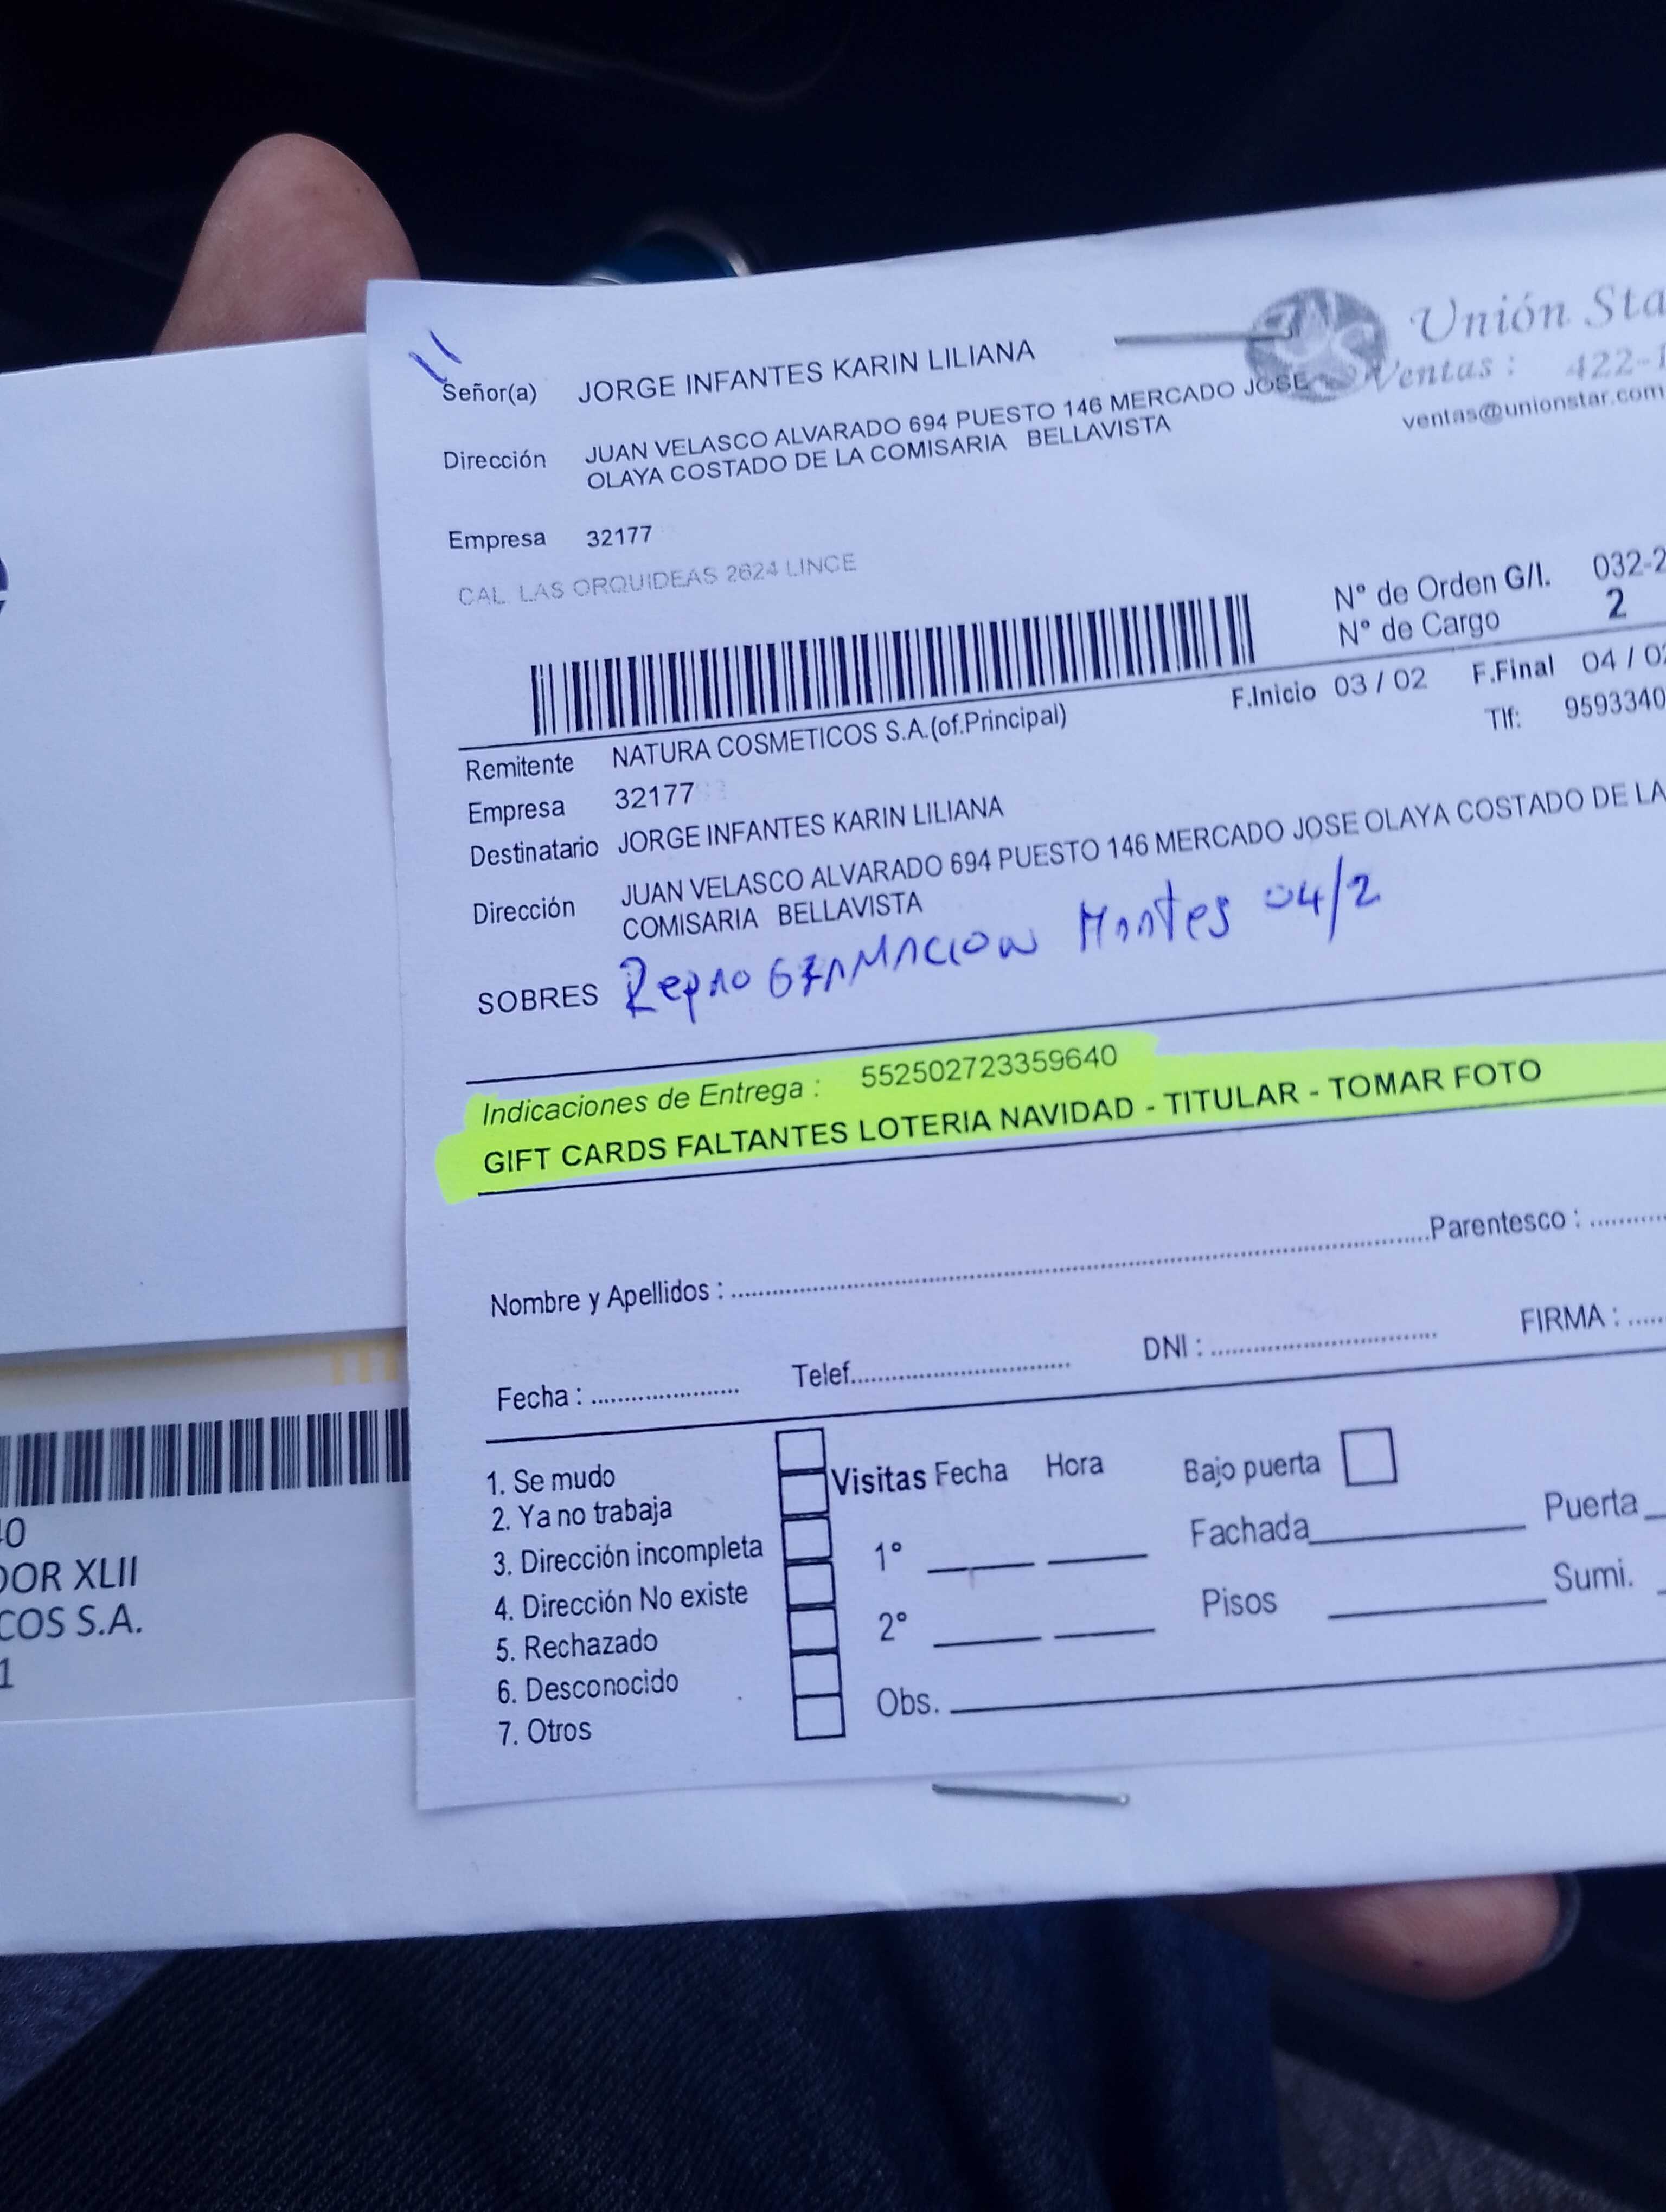 Unión Sta
Ventas : 422-1
ventas@unionstar.com
Señor(a) JORGE INFANTES KARIN LILIANA
Dirección JUAN VELASCO ALVARADO 694 PUESTO 146 MERCADO JOSE
OLAYA COSTADO DE LA COMISARIA BELLAVISTA
Empresa 32177
CAL. LAS ORQUIDEAS 2624 LINCE
Nº de Orden G/I. 032-2
Nº de Cargo 2
F.Inicio 03 / 02 F.Final 04 / 02
Tlf: 9593340
Remitente NATURA COSMETICOS S.A.(of.Principal)
Empresa 32177
Destinatario JORGE INFANTES KARIN LILIANA
Dirección JUAN VELASCO ALVARADO 694 PUESTO 146 MERCADO JOSE OLAYA COSTADO DE LA
COMISARIA BELLAVISTA
SOBRES Reprogramacion Martes 04/2
Indicaciones de Entrega : 552502723359640
GIFT CARDS FALTANTES LOTERIA NAVIDAD - TITULAR - TOMAR FOTO
Nombre y Apellidos : Parentesco :
Fecha : Telef. DNI : FIRMA :
1. Se mudo
2. Ya no trabaja
3. Dirección incompleta
4. Dirección No existe
5. Rechazado
6. Desconocido
7. Otros
Visitas Fecha Hora
1º
2º
Obs.
Bajo puerta
Fachada Puerta
Pisos Sumi.
40
DOR XLII
COS S.A.
1